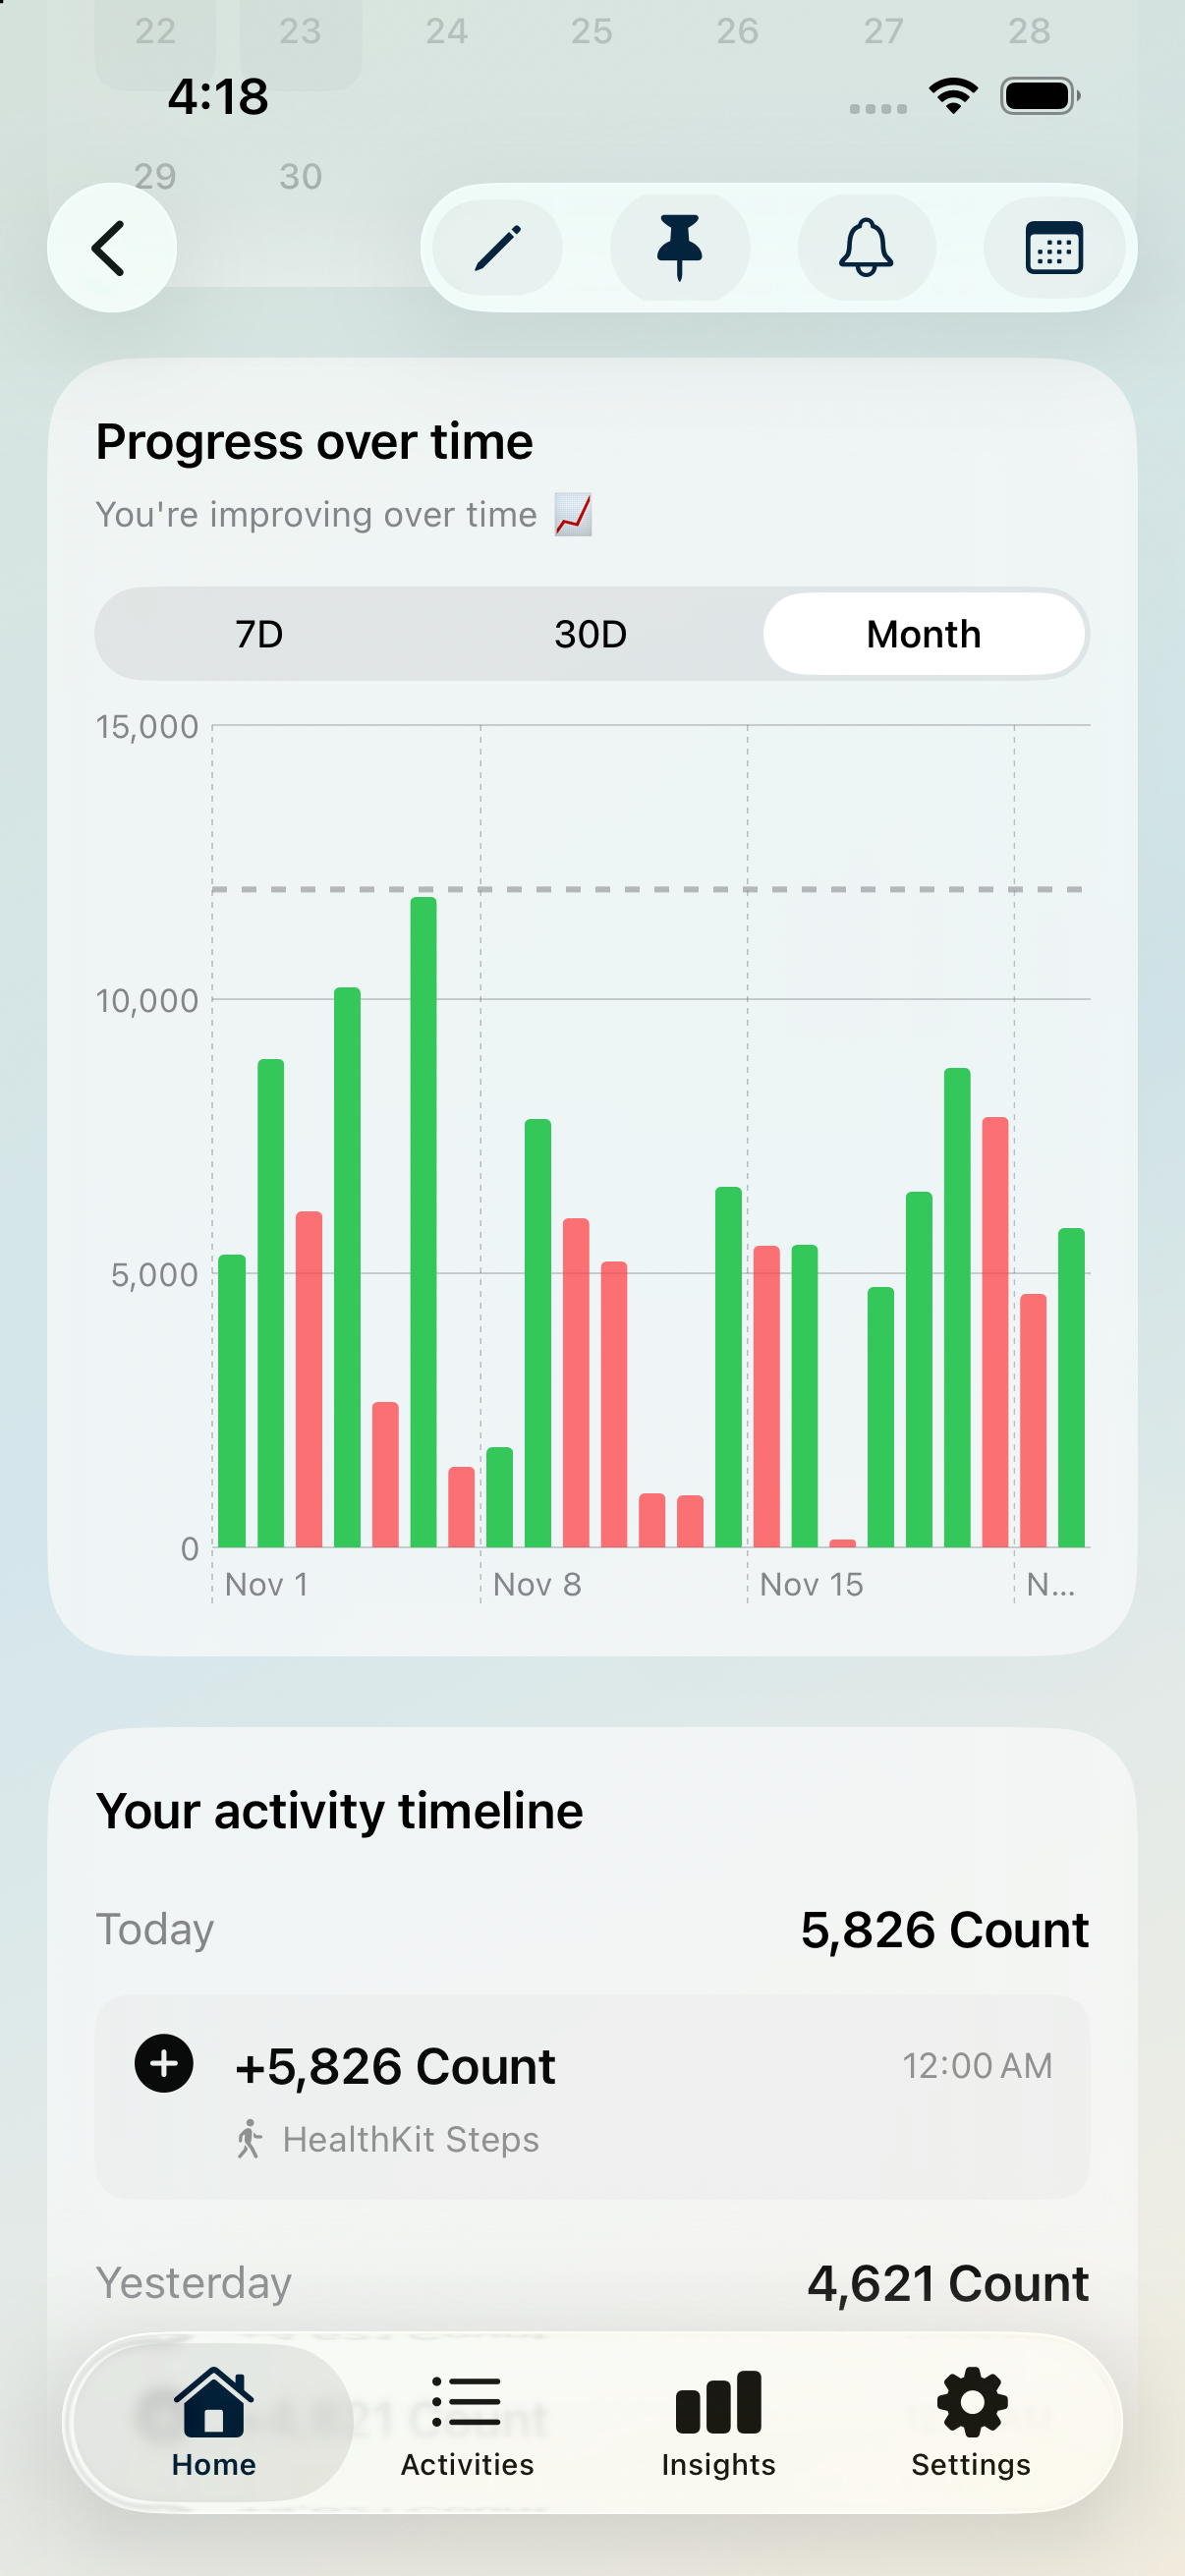 22 23 24 25 26 27 28
4:18
29 30
Progress over time
You're improving over time
7D 30D Month
15,000
10,000
5,000
0
Nov 1 Nov 8 Nov 15 N...
Your activity timeline
Today 5,826 Count
+5,826 Count 12:00 AM
HealthKit Steps
Yesterday 4,621 Count
Home Activities Insights Settings